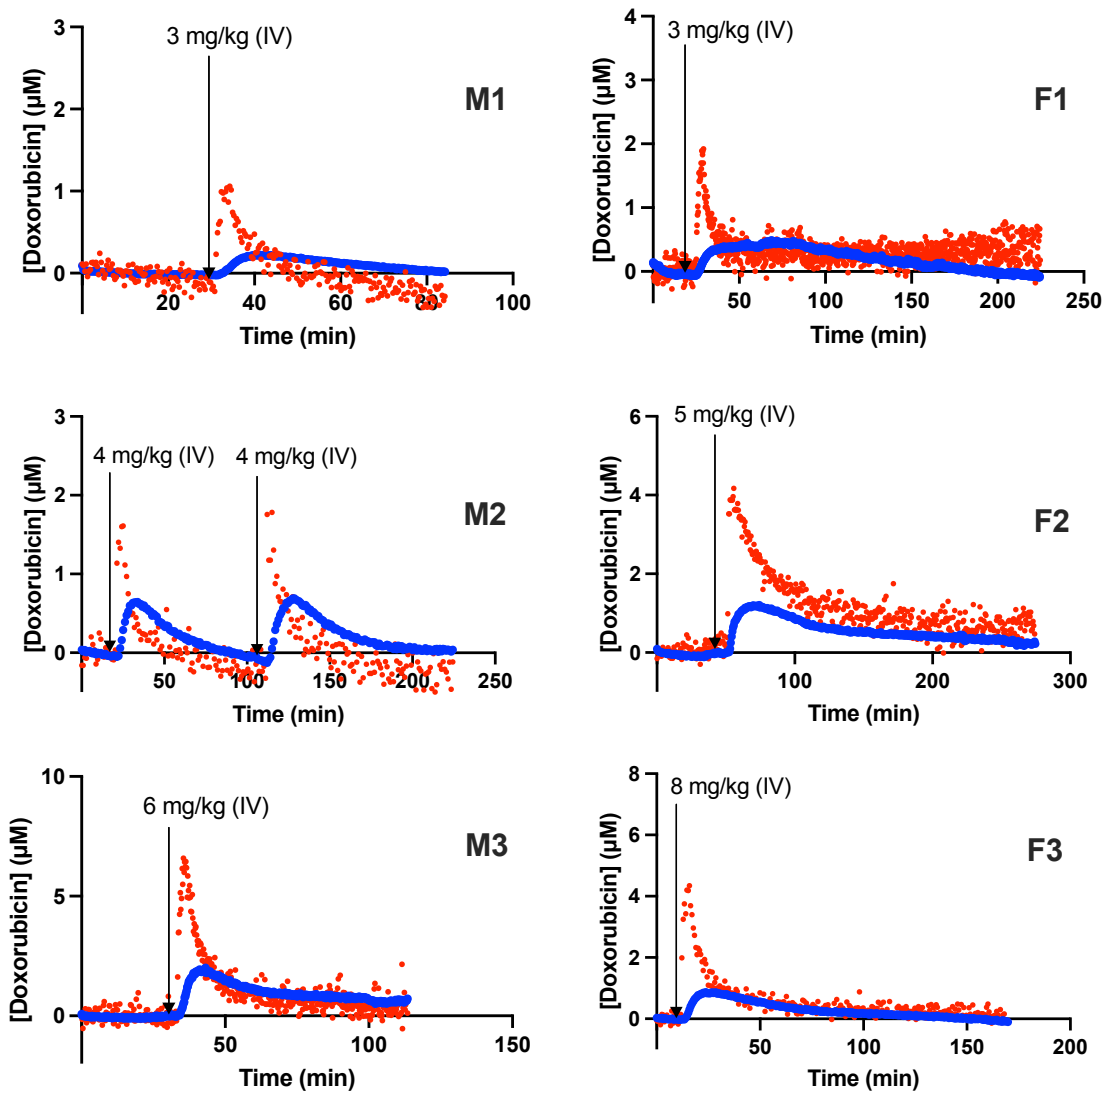 3 mg/kg (IV)
M1
[Doxorubicin] (µM)
3
2
1
0
20
40
60
80
100
Time (min)
3 mg/kg (IV)
F1
[Doxorubicin] (µM)
4
3
2
1
0
50
100
150
200
250
Time (min)
4 mg/kg (IV)
4 mg/kg (IV)
M2
[Doxorubicin] (µM)
3
2
1
0
50
100
150
200
250
Time (min)
5 mg/kg (IV)
F2
[Doxorubicin] (µM)
6
4
2
0
100
200
300
Time (min)
6 mg/kg (IV)
M3
[Doxorubicin] (µM)
10
5
0
50
100
150
Time (min)
8 mg/kg (IV)
F3
[Doxorubicin] (µM)
8
6
4
2
0
50
100
150
200
Time (min)